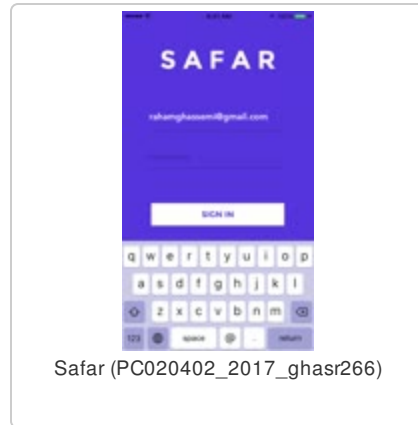 SAFAR
rahamghassemi@gmail.com
SIGN IN
q w e r t y u i o p
a s d f g h j k l
z x c v b n m
123 space @ . return
Safar (PC020402_2017_ghasr266)